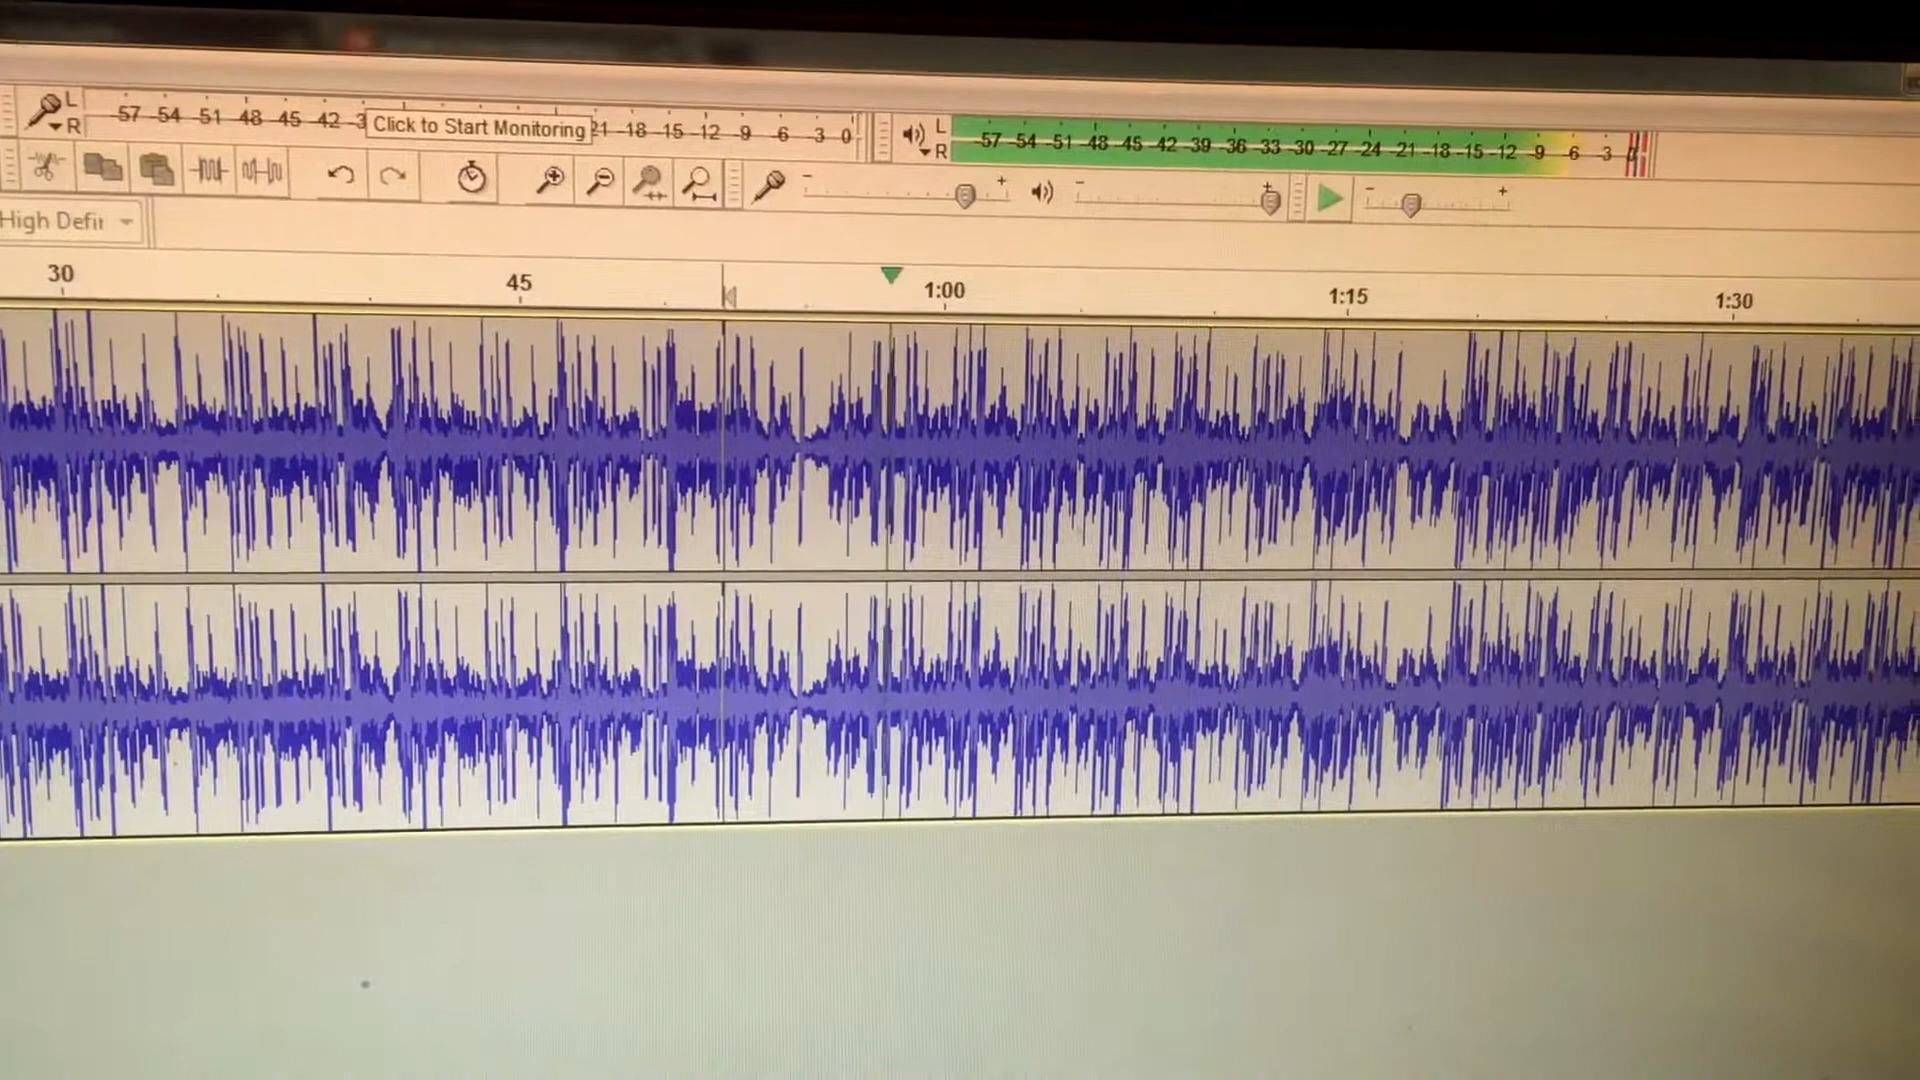 L
R
-57 -54 -51 -48 -45 -42 -3
Click to Start Monitoring
21 -18 -15 -12 -9 -6 -3 0
L
R
-57 -54 -51 -48 -45 -42 -39 -36 -33 -30 -27 -24 -21 -18 -15 -12 -9 -6 -3 0
- + - + - +
High Defir
30 45 1:00 1:15 1:30